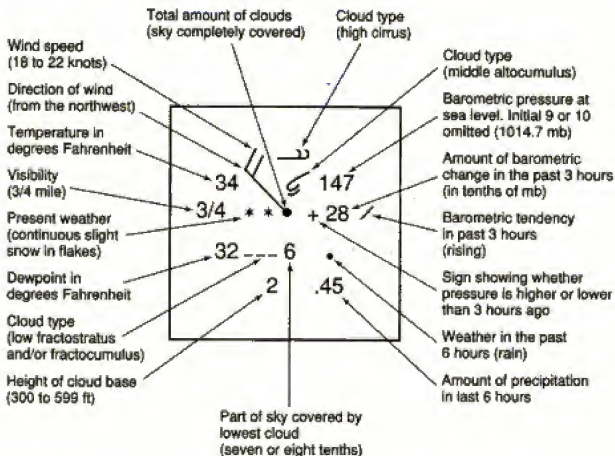 Total amount of clouds
(sky completely covered)
Cloud type
(high cirrus)
Wind speed
(18 to 22 knots)
Direction of wind
(from the northwest)
Temperature in
degrees Fahrenheit
Visibility
(3/4 mile)
Present weather
(continuous slight
snow in flakes)
Dewpoint in
degrees Fahrenheit
Cloud type
(low fractostratus
and/or fractocumulus)
Height of cloud base
(300 to 599 ft)
34
147
3/4
* *
+ 28
32
6
2
.45
Cloud type
(middle altocumulus)
Barometric pressure at
sea level. Initial 9 or 10
omitted (1014.7 mb)
Amount of barometric
change in the past 3 hours
(in tenths of mb)
Barometric tendency
in past 3 hours
(rising)
Sign showing whether
pressure is higher or lower
than 3 hours ago
Weather in the past
6 hours (rain)
Amount of precipitation
in last 6 hours
Part of sky covered by
lowest cloud
(seven or eight tenths)